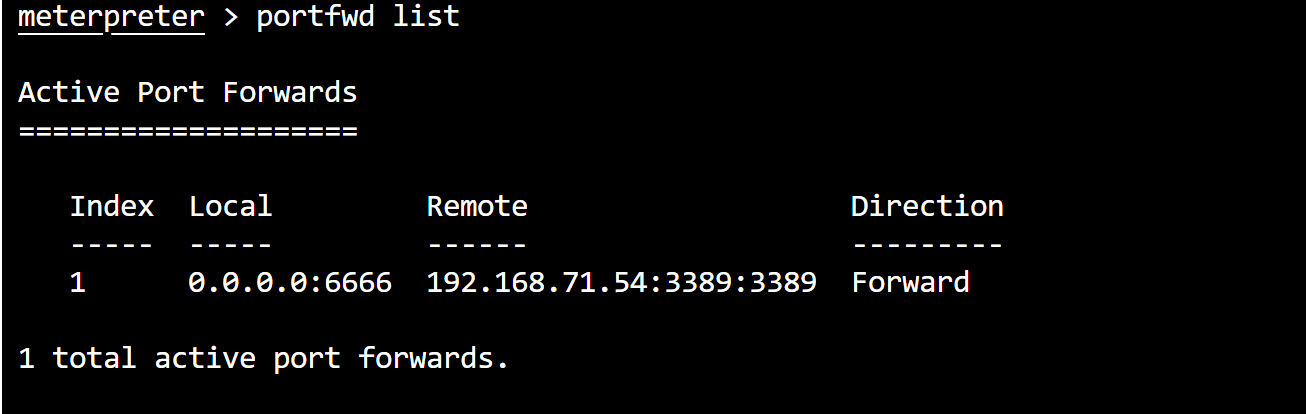 meterpreter > portfwd list
Active Port Forwards
====================
Index Local Remote Direction
----- ----- ------ ---------
1 0.0.0.0:6666 192.168.71.54:3389:3389 Forward
1 total active port forwards.